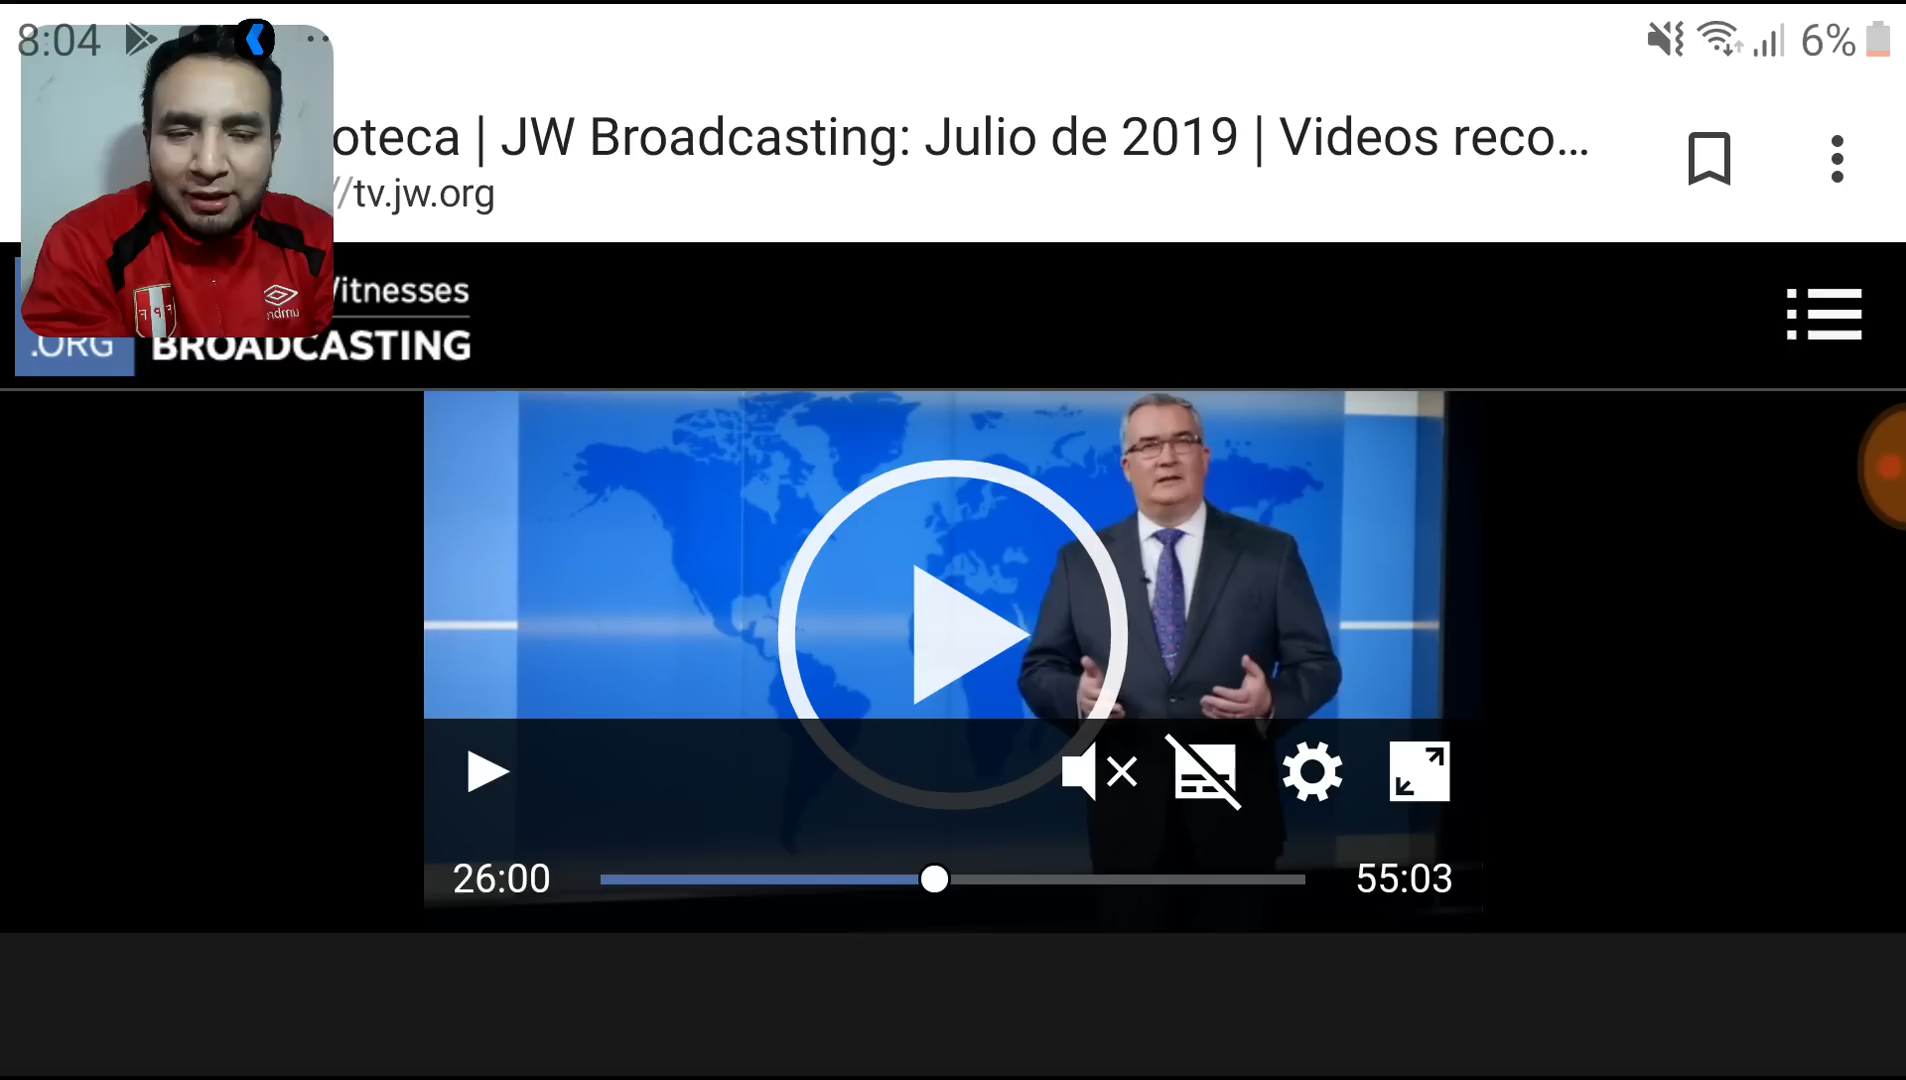 8:04
6%
oteca | JW Broadcasting: Julio de 2019 | Videos reco...
//tv.jw.org
Witnesses
.ORG BROADCASTING
26:00
55:03